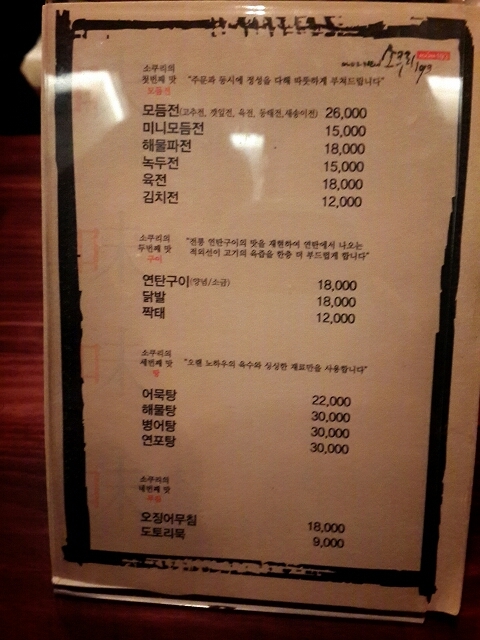 소쿠리의
첫번째 맛 "주문과 동시에 정성을 다해 따뜻하게 부쳐드립니다"
모듬전
모듬전(고추전, 깻잎전, 육전, 동태전, 새송이전) 26,000
미니모듬전 15,000
해물파전 18,000
녹두전 15,000
육전 18,000
김치전 12,000
소쿠리의
두번째 맛
구이
"전통 연탄구이의 맛을 재현하여 연탄에서 나오는
적외선이 고기의 육즙을 한층 더 부드럽게 합니다"
연탄구이(양념/소금) 18,000
닭발 18,000
짝태 12,000
소쿠리의
세번째 맛 "오랜 노하우의 육수와 싱싱한 재료만을 사용합니다"
탕
어묵탕 22,000
해물탕 30,000
병어탕 30,000
연포탕 30,000
소쿠리의
네번째 맛
무침
오징어무침 18,000
도토리묵 9,000